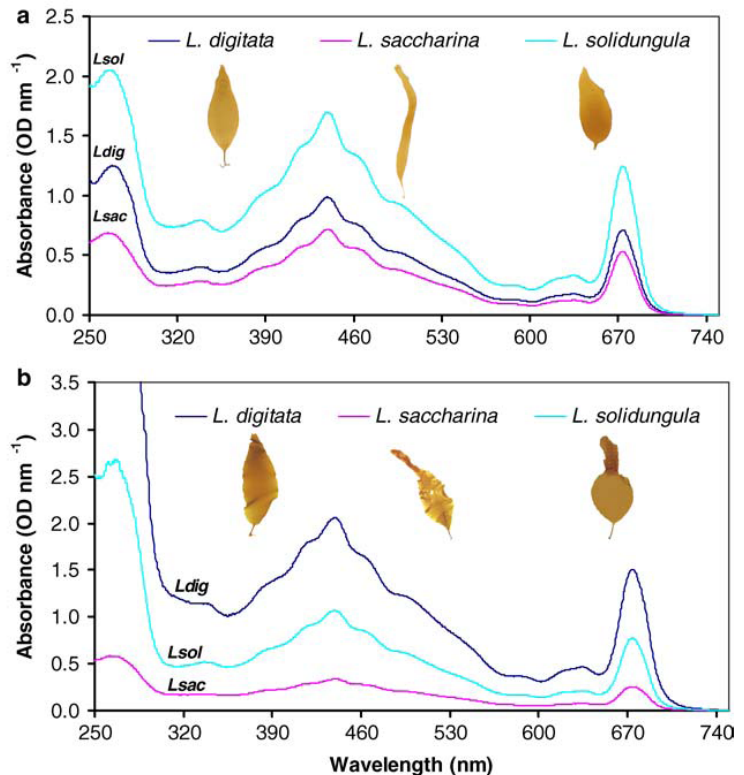 a
L. digitata L. saccharina L. solidungula
Lsol
Ldig
Lsac
Absorbance (OD nm -1)
2.5
2.0
1.5
1.0
0.5
0.0
250 320 390 460 530 600 670 740
b
L. digitata L. saccharina L. solidungula
Ldig
Lsol
Lsac
Absorbance (OD nm -1)
3.5
3.0
2.5
2.0
1.5
1.0
0.5
0.0
250 320 390 460 530 600 670 740
Wavelength (nm)